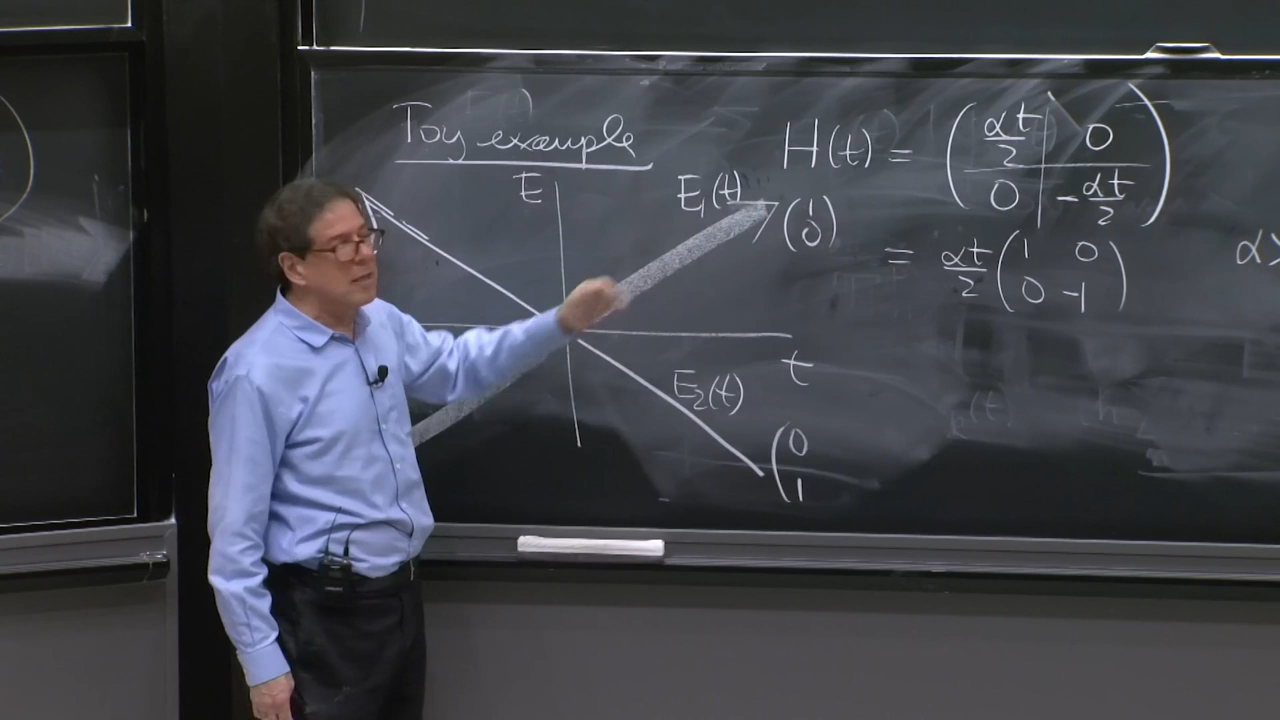 Toy example
H(t) = ( αt/2 0 0 -αt/2 )
= αt/2 ( 1 0 0 -1 )
α>
E
E₁(t)
( 1 0 )
t
E₂(t)
( 0 1